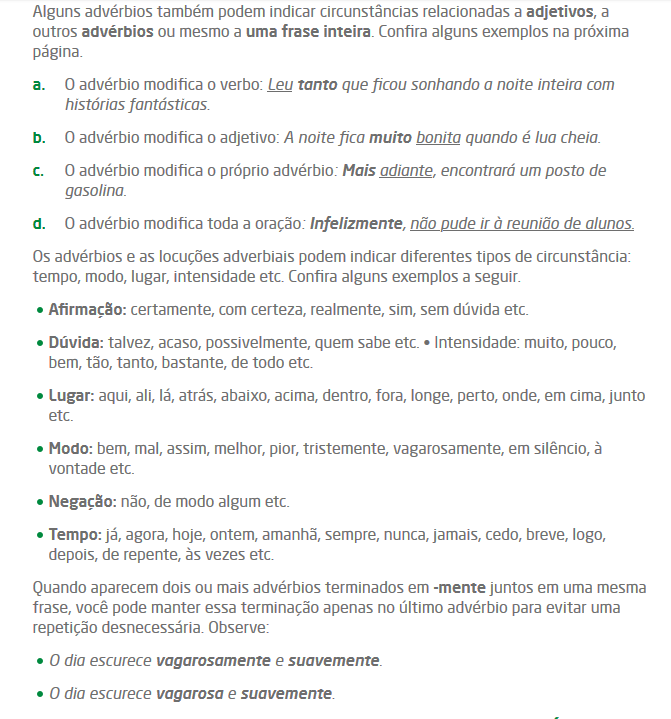 Alguns advérbios também podem indicar circunstâncias relacionadas a adjetivos, a
outros advérbios ou mesmo a uma frase inteira. Confira alguns exemplos na próxima
página.
a. O advérbio modifica o verbo: Leu tanto que ficou sonhando a noite inteira com
histórias fantásticas.
b. O advérbio modifica o adjetivo: A noite fica muito bonita quando é lua cheia.
c. O advérbio modifica o próprio advérbio: Mais adiante, encontrará um posto de
gasolina.
d. O advérbio modifica toda a oração: Infelizmente, não pude ir à reunião de alunos.
Os advérbios e as locuções adverbiais podem indicar diferentes tipos de circunstância:
tempo, modo, lugar, intensidade etc. Confira alguns exemplos a seguir.
• Afirmação: certamente, com certeza, realmente, sim, sem dúvida etc.
• Dúvida: talvez, acaso, possivelmente, quem sabe etc. • Intensidade: muito, pouco,
bem, tão, tanto, bastante, de todo etc.
• Lugar: aqui, ali, lá, atrás, abaixo, acima, dentro, fora, longe, perto, onde, em cima, junto
etc.
• Modo: bem, mal, assim, melhor, pior, tristemente, vagarosamente, em silêncio, à
vontade etc.
• Negação: não, de modo algum etc.
• Tempo: já, agora, hoje, ontem, amanhã, sempre, nunca, jamais, cedo, breve, logo,
depois, de repente, às vezes etc.
Quando aparecem dois ou mais advérbios terminados em -mente juntos em uma mesma
frase, você pode manter essa terminação apenas no último advérbio para evitar uma
repetição desnecessária. Observe:
• O dia escurece vagarosamente e suavemente.
• O dia escurece vagarosa e suavemente.